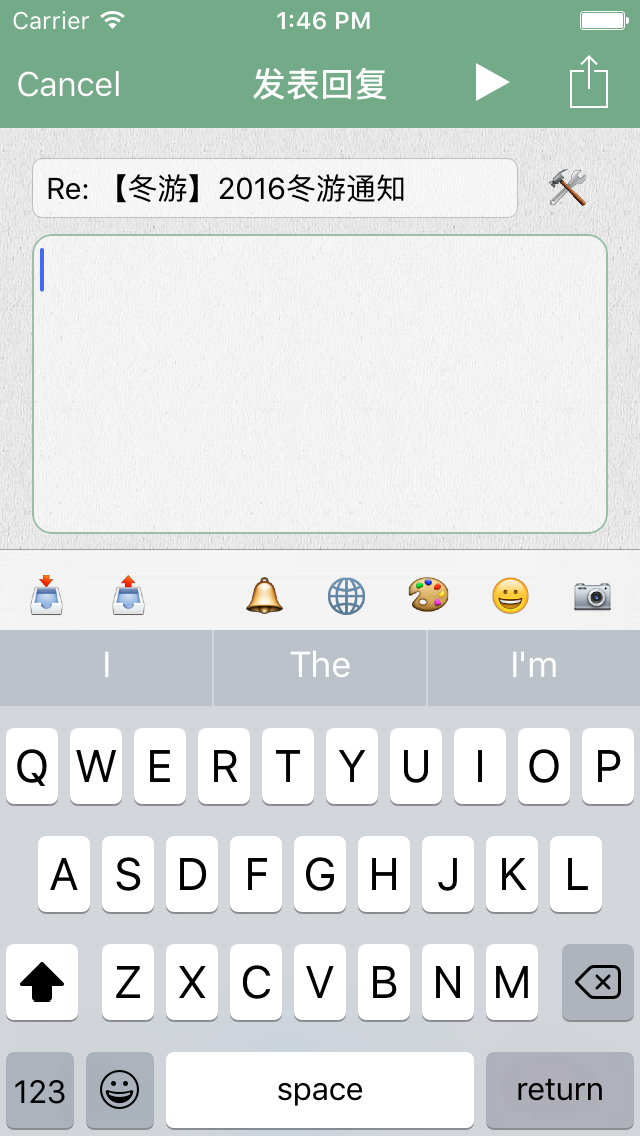 Carrier 1:46 PM
Cancel 发表回复
Re: 【冬游】2016冬游通知
I The I'm
Q W E R T Y U I O P
A S D F G H J K L
Z X C V B N M
123 space return